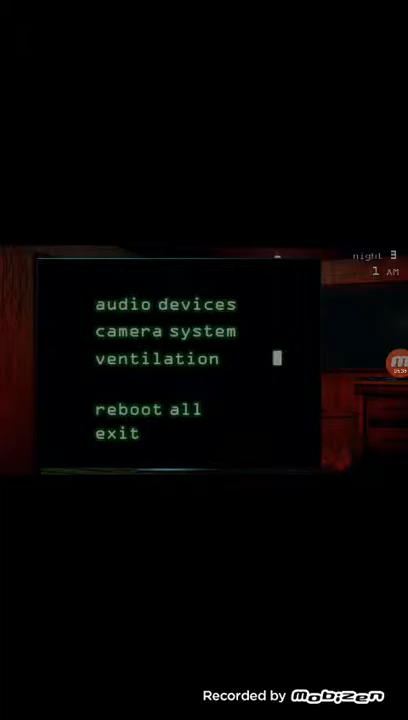 night 3
1 AM
audio devices
camera system
ventilation
reboot all
exit
Recorded by MOBIZEN